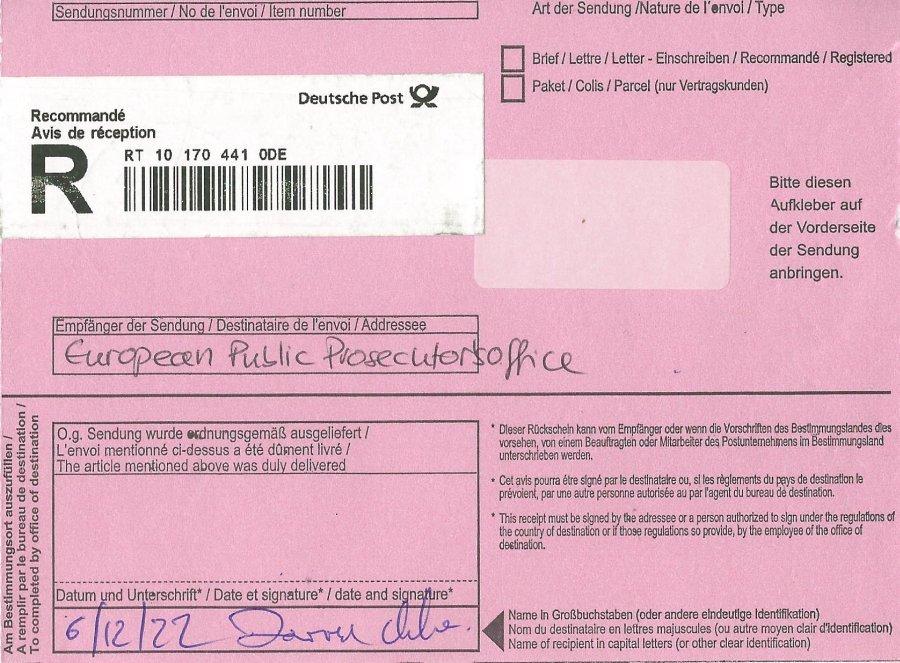 Sendungsnummer / No de l'envoi / Item number
Art der Sendung /Nature de l'envoi / Type
Brief / Lettre / Letter - Einschreiben / Recommandé / Registered
Paket / Colis / Parcel (nur Vertragskunden)
Deutsche Post
Recommandé
Avis de réception
R
RT 10 170 441 0DE
Bitte diesen
Aufkleber auf
der Vorderseite
der Sendung
anbringen.
Empfänger der Sendung / Destinataire de l'envoi / Addressee
European Public Prosecutor's office
Am Bestimmungsort auszufüllen /
A remplir par le bureau de destination /
To completed by office of destination
O.g. Sendung wurde ordnungsgemäß ausgeliefert /
L'envoi mentionné ci-dessus a été dûment livré /
The article mentioned above was duly delivered
Datum und Unterschrift* / Date et signature* / date and signature*
6/12/22
* Dieser Rückschein kann vom Empfänger oder wenn die Vorschriften des Bestimmungslandes dies
vorsehen, von einem Beauftragten oder Mitarbeiter des Postunternehmens im Bestimmungsland
unterschrieben werden.
* Cet avis pourra étre signé par le destinataire ou, si les règlements du pays de destination le
prévoient, par une autre personne autorisée au par l'agent du bureau de destination.
* This receipt must be signed by the adressee or a person authorized to sign under the regulations of
the country of destination or if those regulations so provide, by the employee of the office of
destination.
Name in Großbuchstaben (oder andere eindeutige Identifikation)
Nom du destinataire en lettres majuscules (ou autre moyen clair d'identification)
Name of recipient in capital letters (or other clear identification)